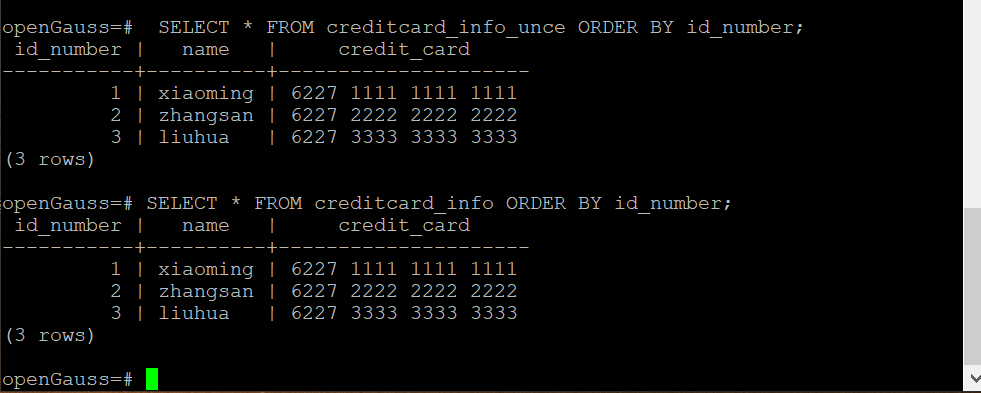 openGauss=#  SELECT * FROM creditcard_info_unce ORDER BY id_number;
 id_number |   name   |     credit_card
-----------+----------+---------------------
         1 | xiaoming | 6227 1111 1111 1111
         2 | zhangsan | 6227 2222 2222 2222
         3 | liuhua   | 6227 3333 3333 3333
(3 rows)

openGauss=# SELECT * FROM creditcard_info ORDER BY id_number;
 id_number |   name   |     credit_card
-----------+----------+---------------------
         1 | xiaoming | 6227 1111 1111 1111
         2 | zhangsan | 6227 2222 2222 2222
         3 | liuhua   | 6227 3333 3333 3333
(3 rows)

openGauss=#